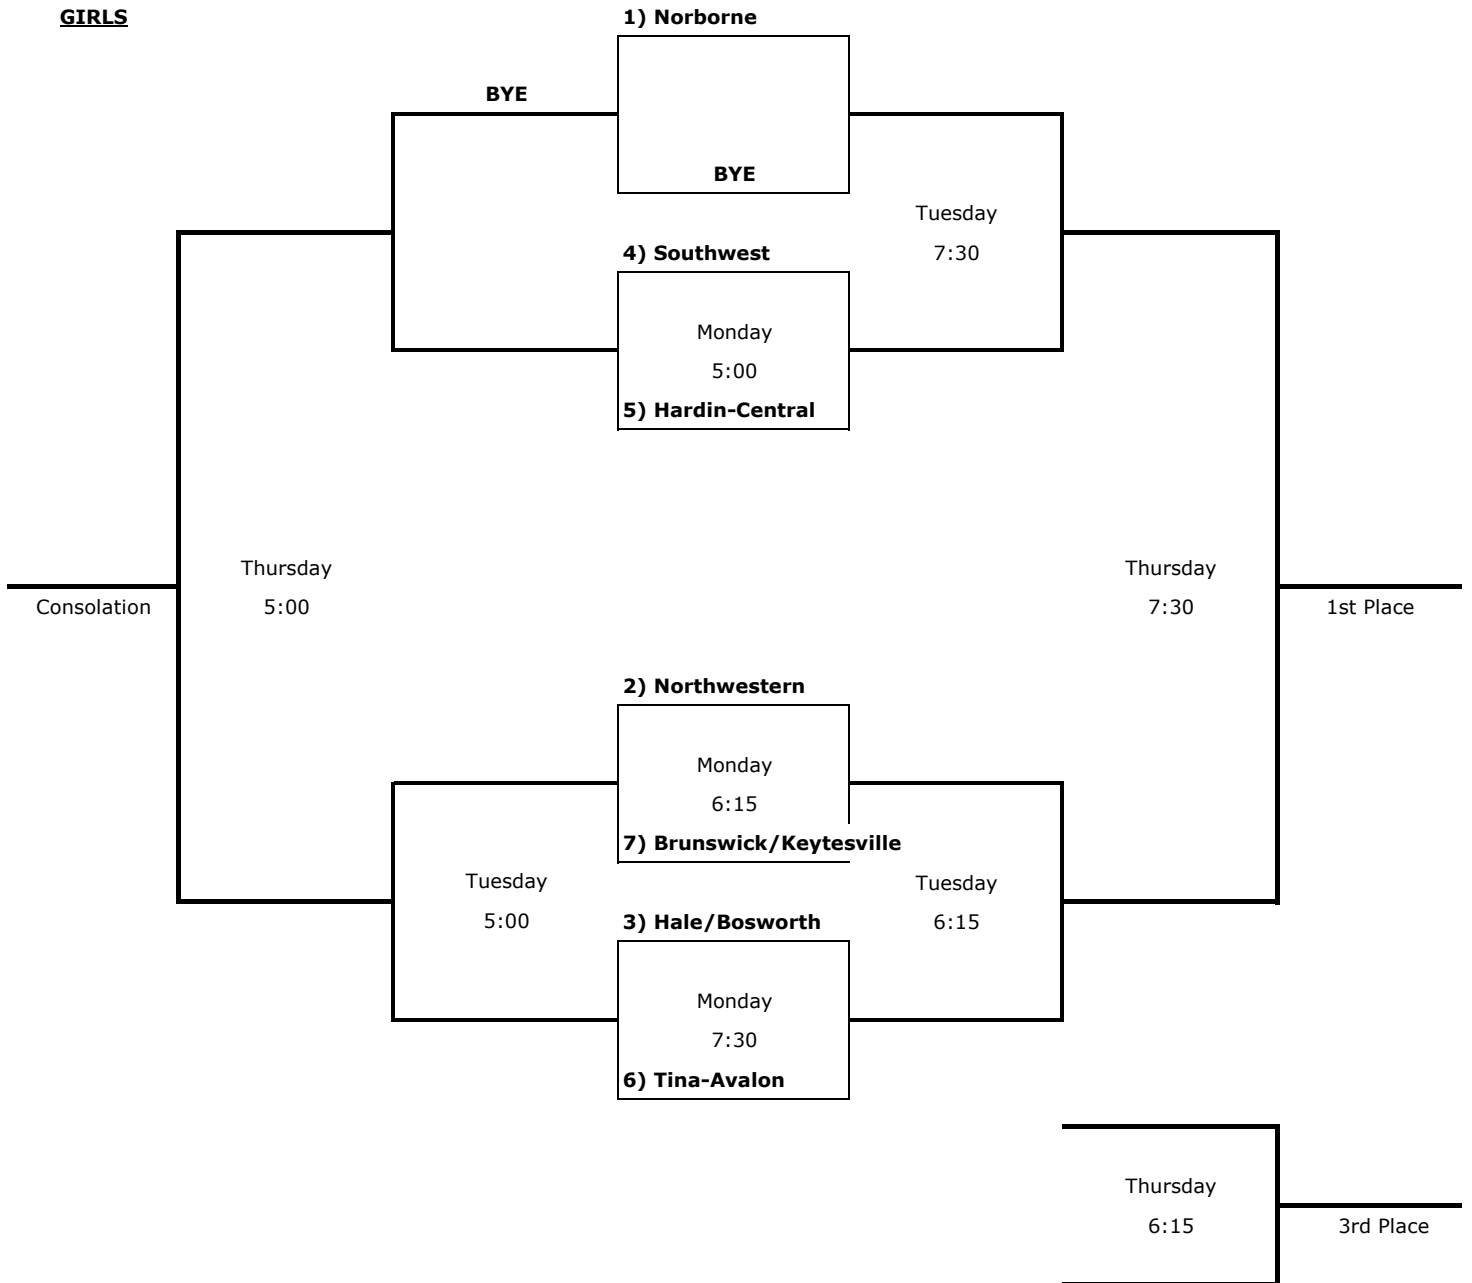 GIRLS
1) Norborne
BYE
BYE
Tuesday
7:30
4) Southwest
Monday
5:00
5) Hardin-Central
Thursday
5:00
Consolation
Thursday
7:30
1st Place
2) Northwestern
Monday
6:15
7) Brunswick/Keytesville
Tuesday
5:00
Tuesday
6:15
3) Hale/Bosworth
Monday
7:30
6) Tina-Avalon
Thursday
6:15
3rd Place